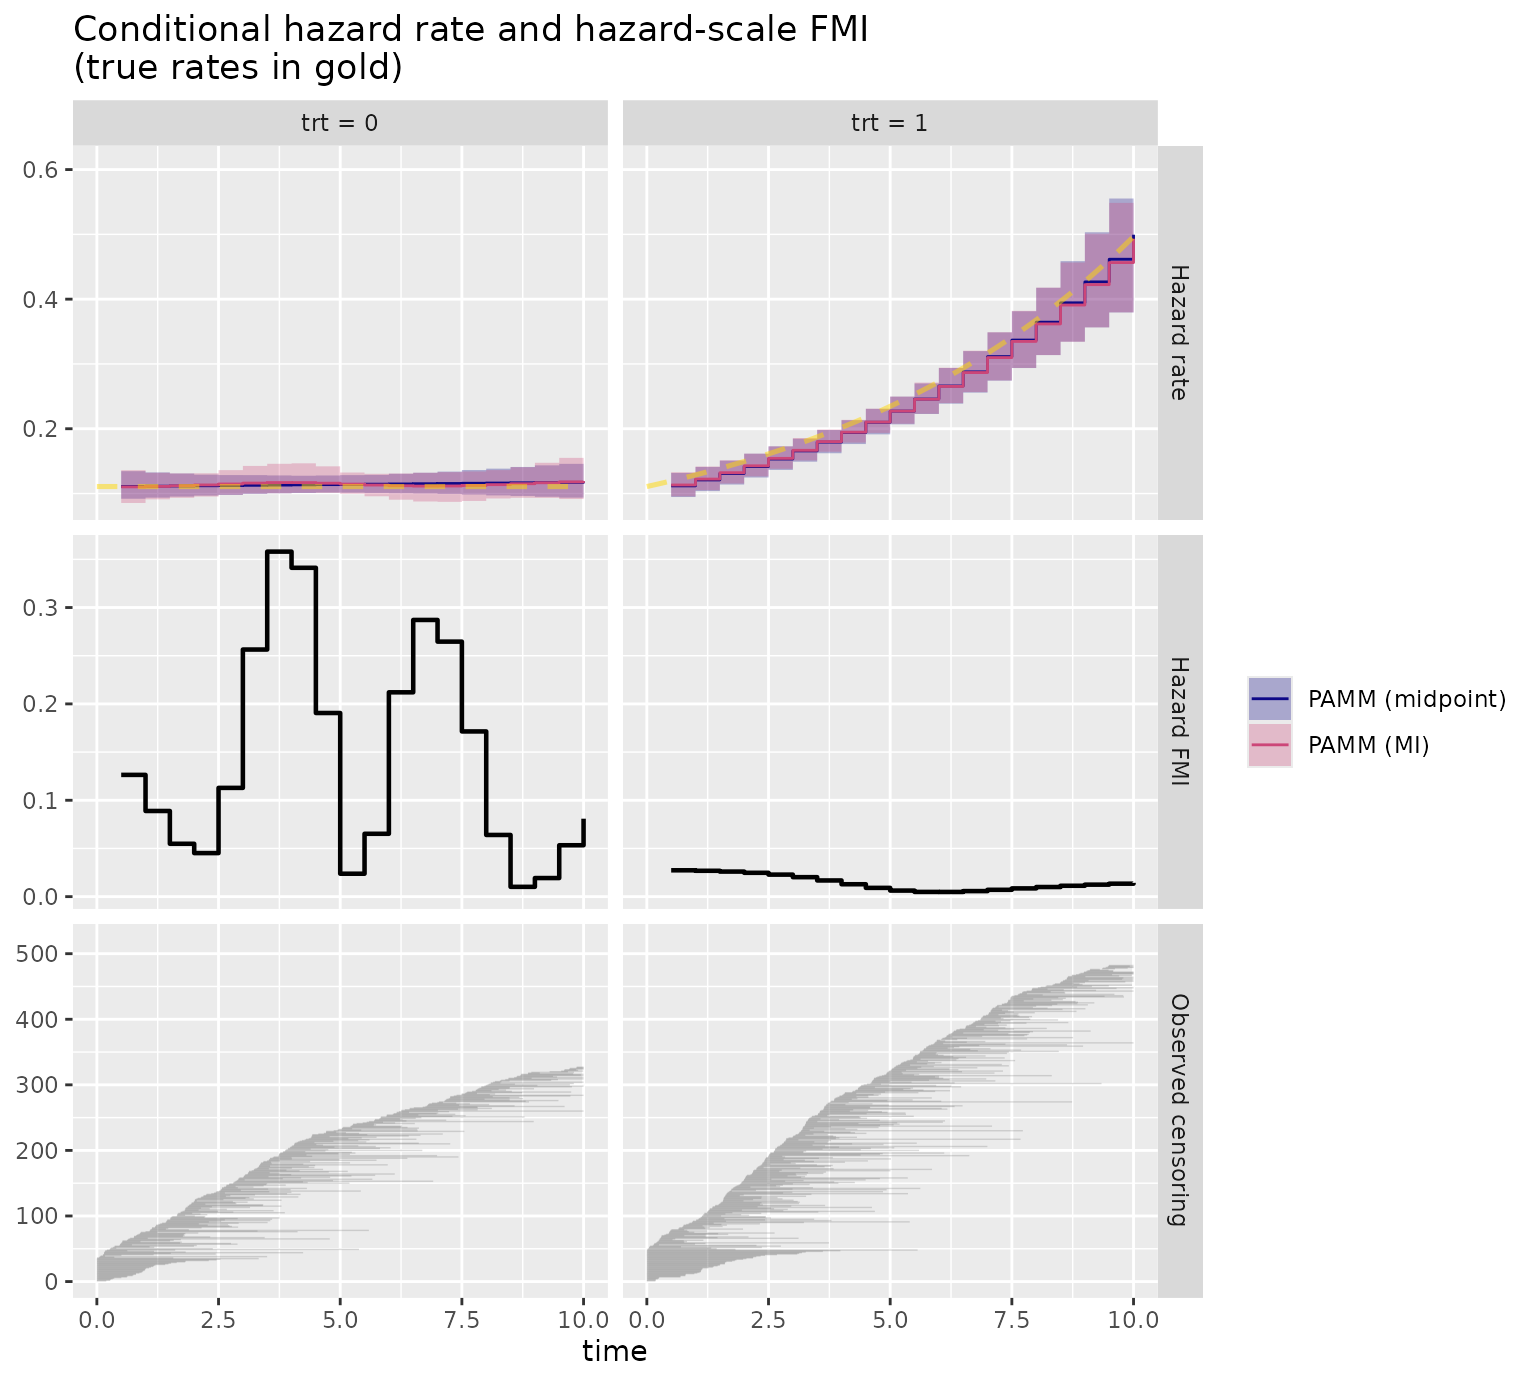 Conditional hazard rate and hazard-scale FMI
(true rates in gold)
trt = 0
trt = 1
0.6
0.4
0.2
Hazard rate
0.3
0.2
0.1
0.0
Hazard FMI
PAMM (midpoint)
PAMM (MI)
500
400
300
200
100
0
Observed censoring
0.0 2.5 5.0 7.5 10.0 0.0 2.5 5.0 7.5 10.0
time